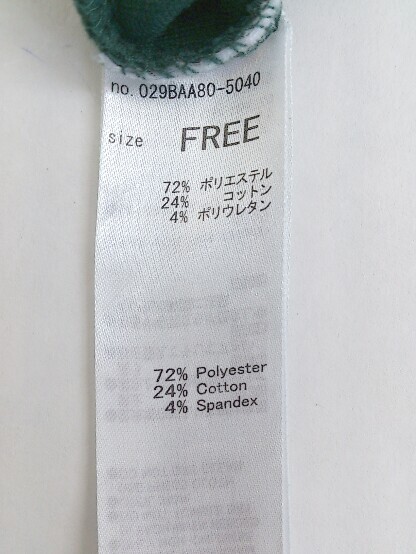 no. 029BAA80-5040
size FREE
72% ポリエステル
24% コットン
4% ポリウレタン
72% Polyester
24% Cotton
4% Spandex